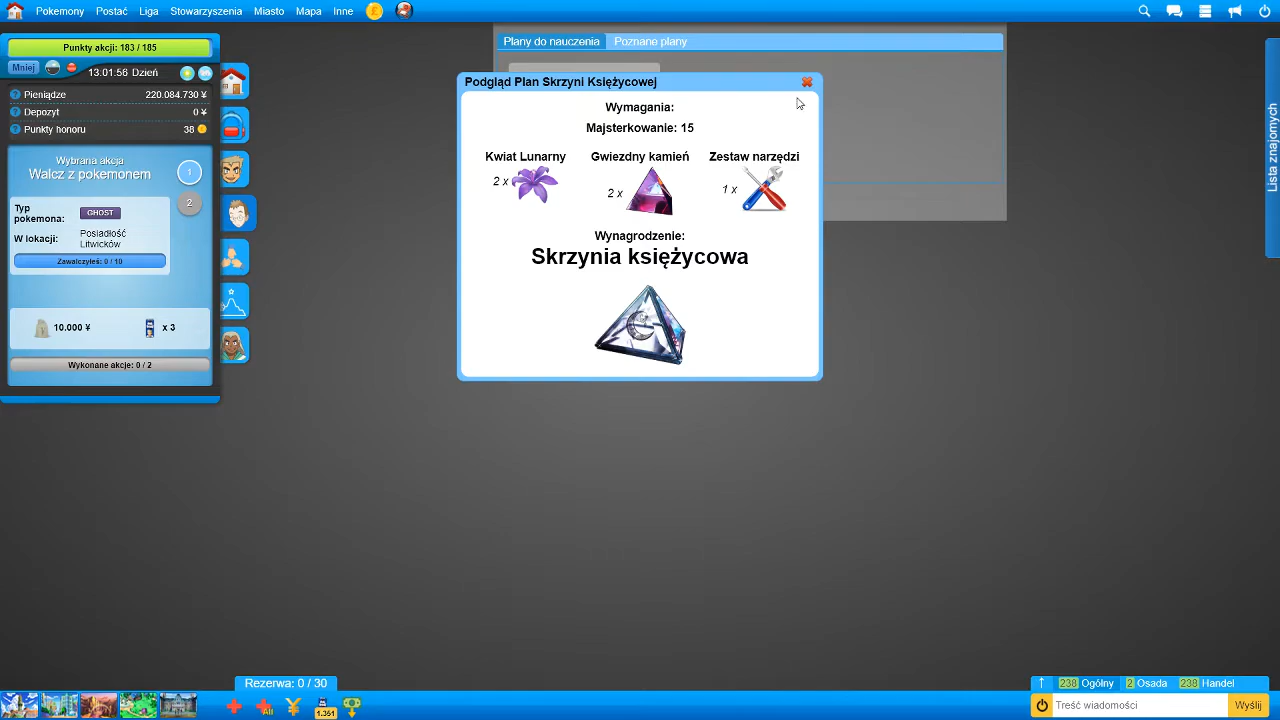 Pokemony Postać Liga Stowarzyszenia Miasto Mapa Inne
Punkty akcji: 183 / 185
Mniej 13:01:56 Dzień
Pieniądze 220.084.730 ¥
Depozyt 0 ¥
Punkty honoru 38
Wybrana akcja
Walcz z pokemonem
1
2
Typ pokemona: GHOST
W lokacji: Posiadłość Litwicków
Zawalczyłeś: 0 / 10
10.000 ¥ x 3
Wykonane akcje: 0 / 2
Plany do nauczenia Poznane plany
Podgląd Plan Skrzyni Księżycowej
Wymagania:
Majsterkowanie: 15
Kwiat Lunarny Gwiezdny kamień Zestaw narzędzi
2 x 2 x 1 x
Wynagrodzenie:
Skrzynia księżycowa
Lista znajomych
Rezerwa: 0 / 30
All ¥ 1.351
↑ 238 Ogólny 2 Osada 238 Handel
Treść wiadomości Wyślij